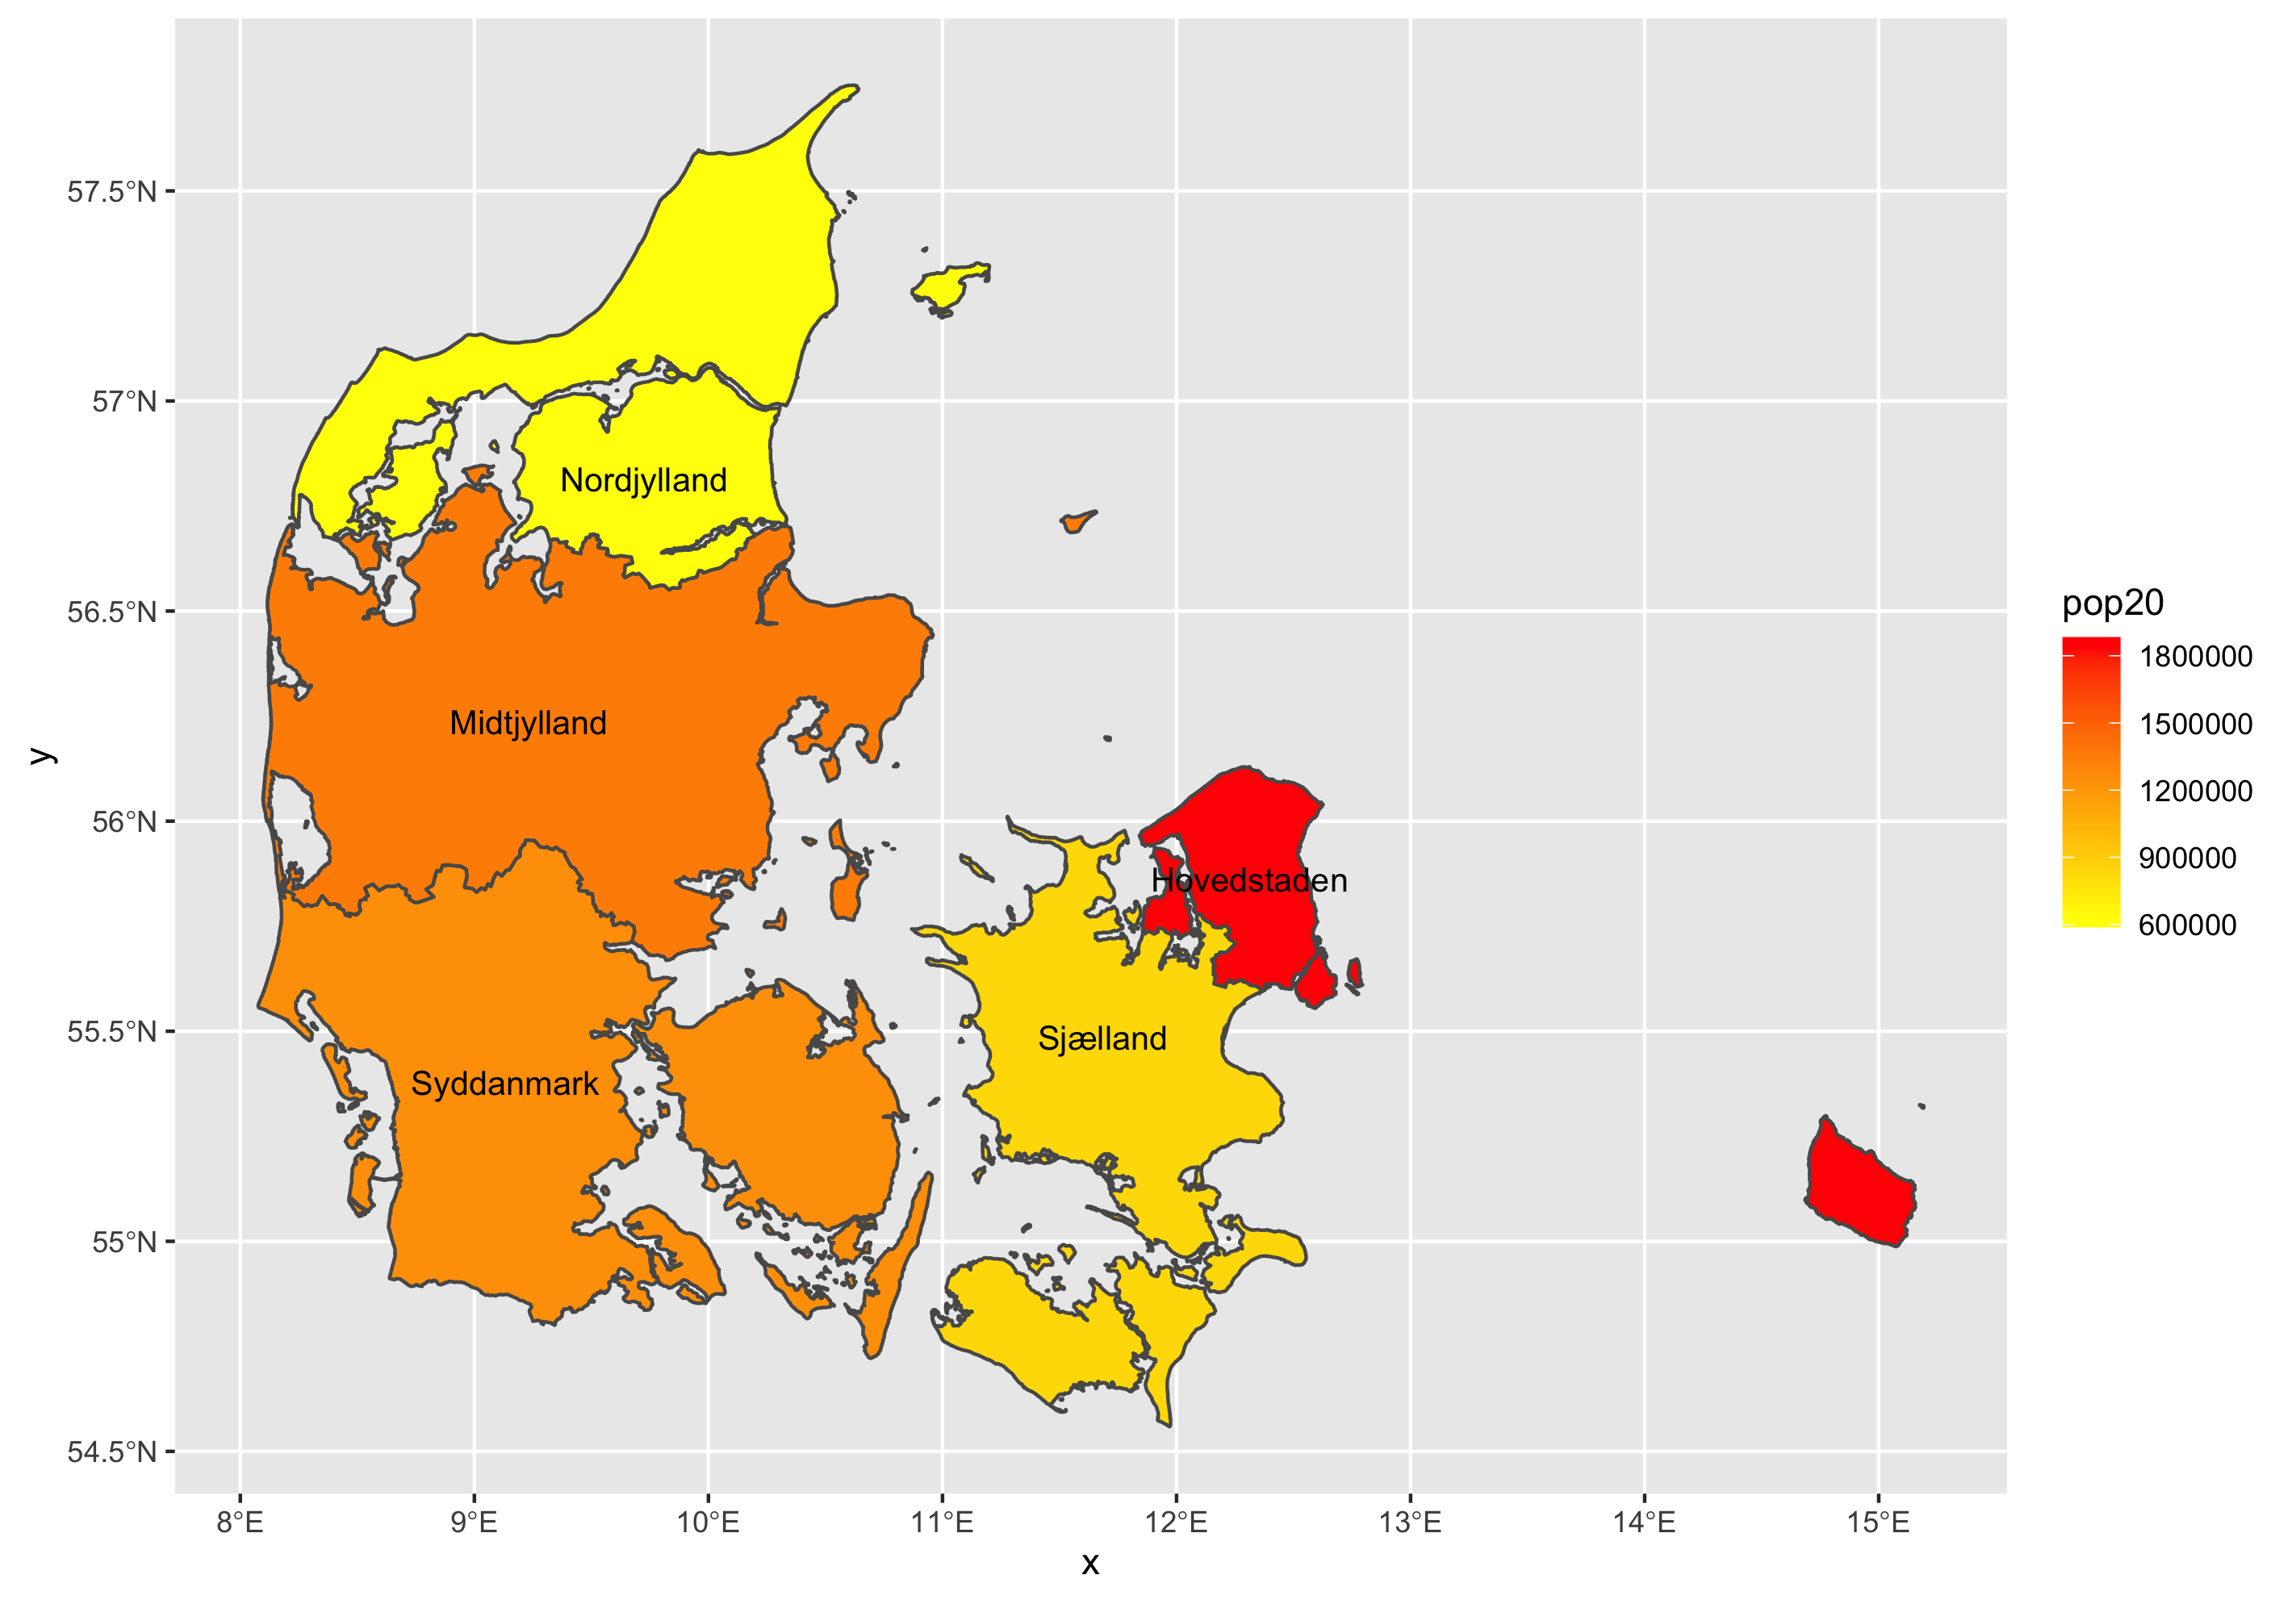 57.5°N
57°N
56.5°N
56°N
55.5°N
55°N
54.5°N
y
Nordjylland
Midtjylland
Hovedstaden
Sjælland
Syddanmark
8°E
9°E
10°E
11°E
12°E
13°E
14°E
15°E
x
pop20
1800000
1500000
1200000
900000
600000